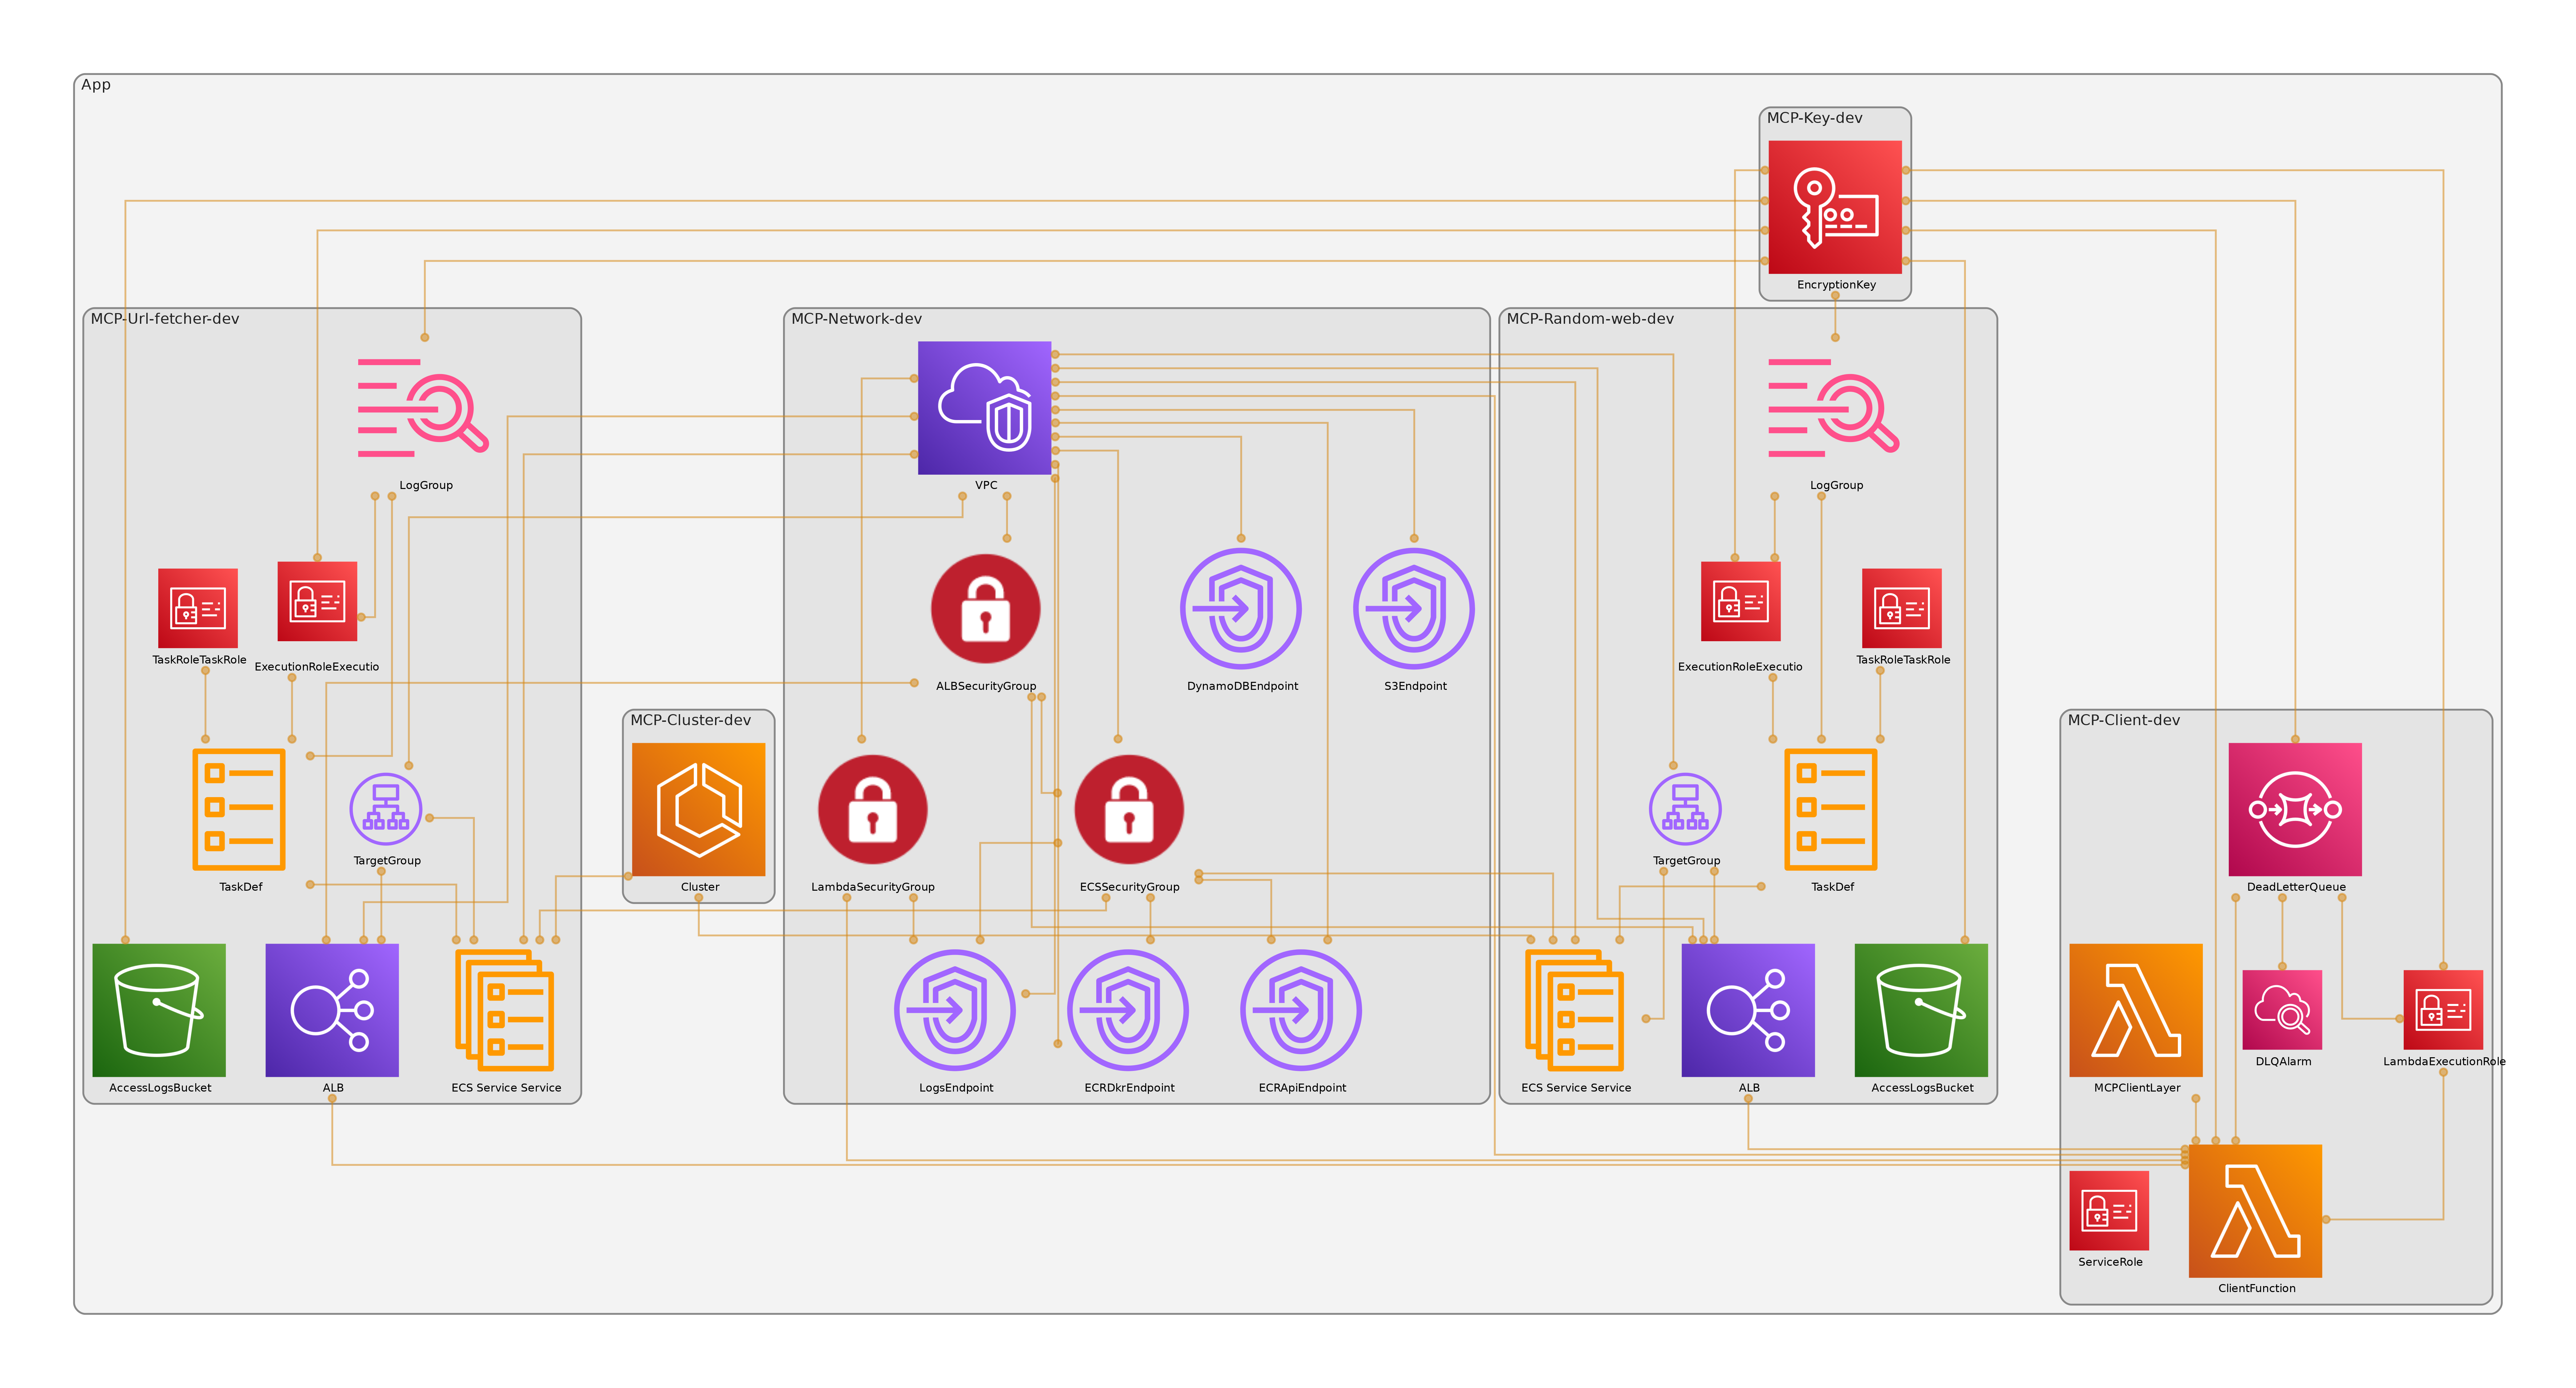 App
MCP-Key-dev
EncryptionKey
MCP-Url-fetcher-dev
LogGroup
TaskRoleTaskRole
ExecutionRoleExecutio
TaskDef
TargetGroup
AccessLogsBucket
ALB
ECS Service Service
MCP-Cluster-dev
Cluster
MCP-Network-dev
VPC
ALBSecurityGroup
DynamoDBEndpoint
S3Endpoint
LambdaSecurityGroup
ECSSecurityGroup
LogsEndpoint
ECRDkrEndpoint
ECRApiEndpoint
MCP-Random-web-dev
LogGroup
ExecutionRoleExecutio
TaskRoleTaskRole
TargetGroup
TaskDef
ECS Service Service
ALB
AccessLogsBucket
MCP-Client-dev
DeadLetterQueue
MCPClientLayer
DLQAlarm
LambdaExecutionRole
ServiceRole
ClientFunction